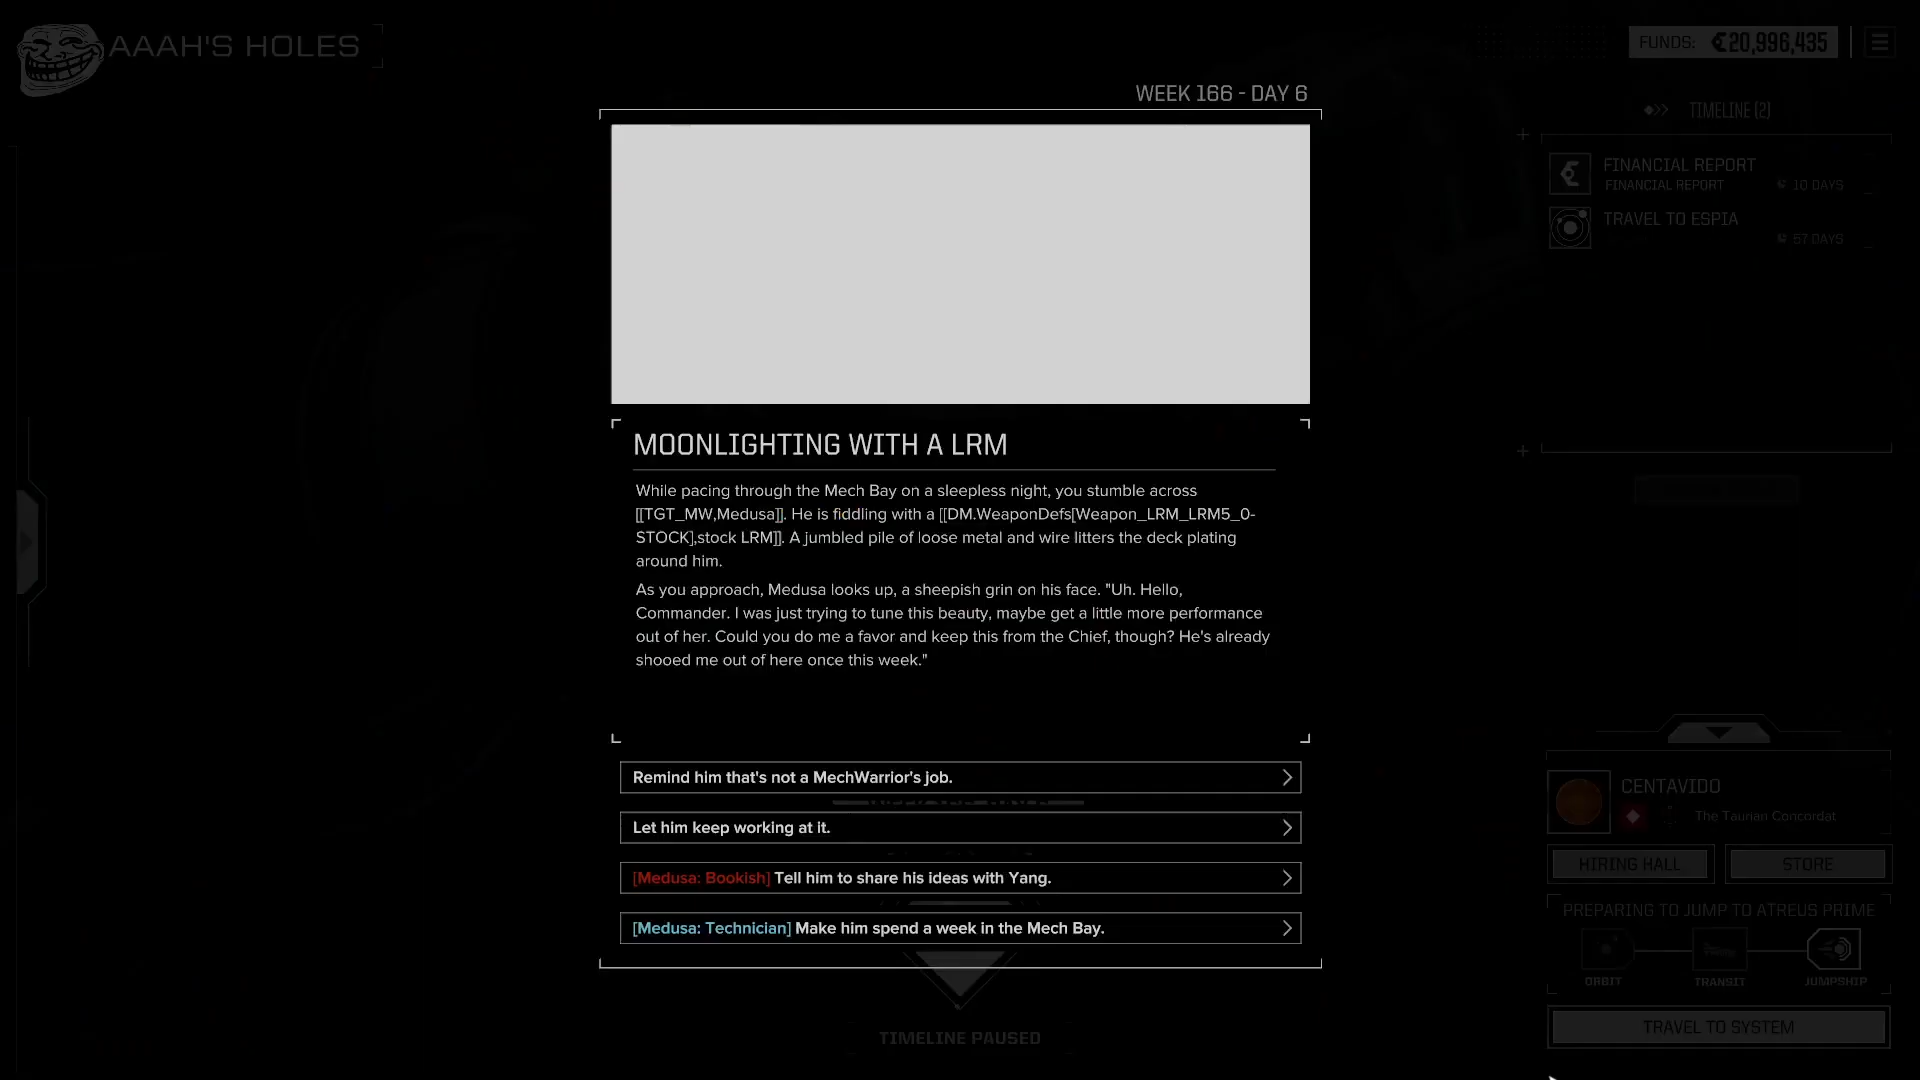 AAAH'S HOLES
FUNDS: 20,996,435
WEEK 166 - DAY 6
TIMELINE (2)
FINANCIAL REPORT
FINANCIAL REPORT
10 DAYS
TRAVEL TO ESPIA
57 DAYS
MOONLIGHTING WITH A LRM
While pacing through the Mech Bay on a sleepless night, you stumble across
[[TGT_MW,Medusa]]. He is fiddling with a [[DM.WeaponDefs[Weapon_LRM_LRM5_0-
STOCK],stock LRM]]. A jumbled pile of loose metal and wire litters the deck plating
around him.
As you approach, Medusa looks up, a sheepish grin on his face. "Uh. Hello,
Commander. I was just trying to tune this beauty, maybe get a little more performance
out of her. Could you do me a favor and keep this from the Chief, though? He's already
shooed me out of here once this week."
Remind him that's not a MechWarrior's job.
Let him keep working at it.
[Medusa: Bookish] Tell him to share his ideas with Yang.
[Medusa: Technician] Make him spend a week in the Mech Bay.
TIMELINE PAUSED
CENTAVIDO
The Taurian Concordat
HIRING HALL
STORE
PREPARING TO JUMP TO ATREUS PRIME
ORBIT
TRANSIT
JUMPSHIP
TRAVEL TO SYSTEM